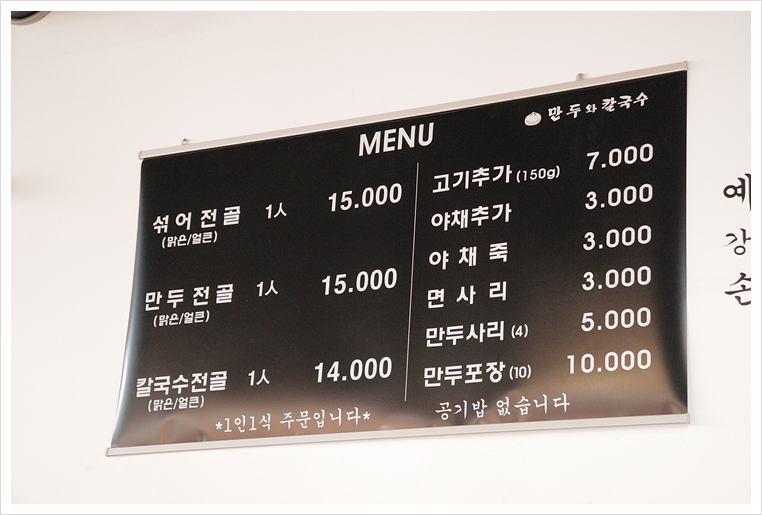 MENU
만두와칼국수
섞어전골 1人 15.000
(맑은/얼큰)
만두전골 1人 15.000
(맑은/얼큰)
칼국수전골 1人 14.000
(맑은/얼큰)
*1인1식 주문입니다*
고기추가 (150g) 7.000
야채추가 3.000
야채죽 3.000
면사리 3.000
만두사리 (4) 5.000
만두포장 (10) 10.000
공기밥 없습니다
예
강
손